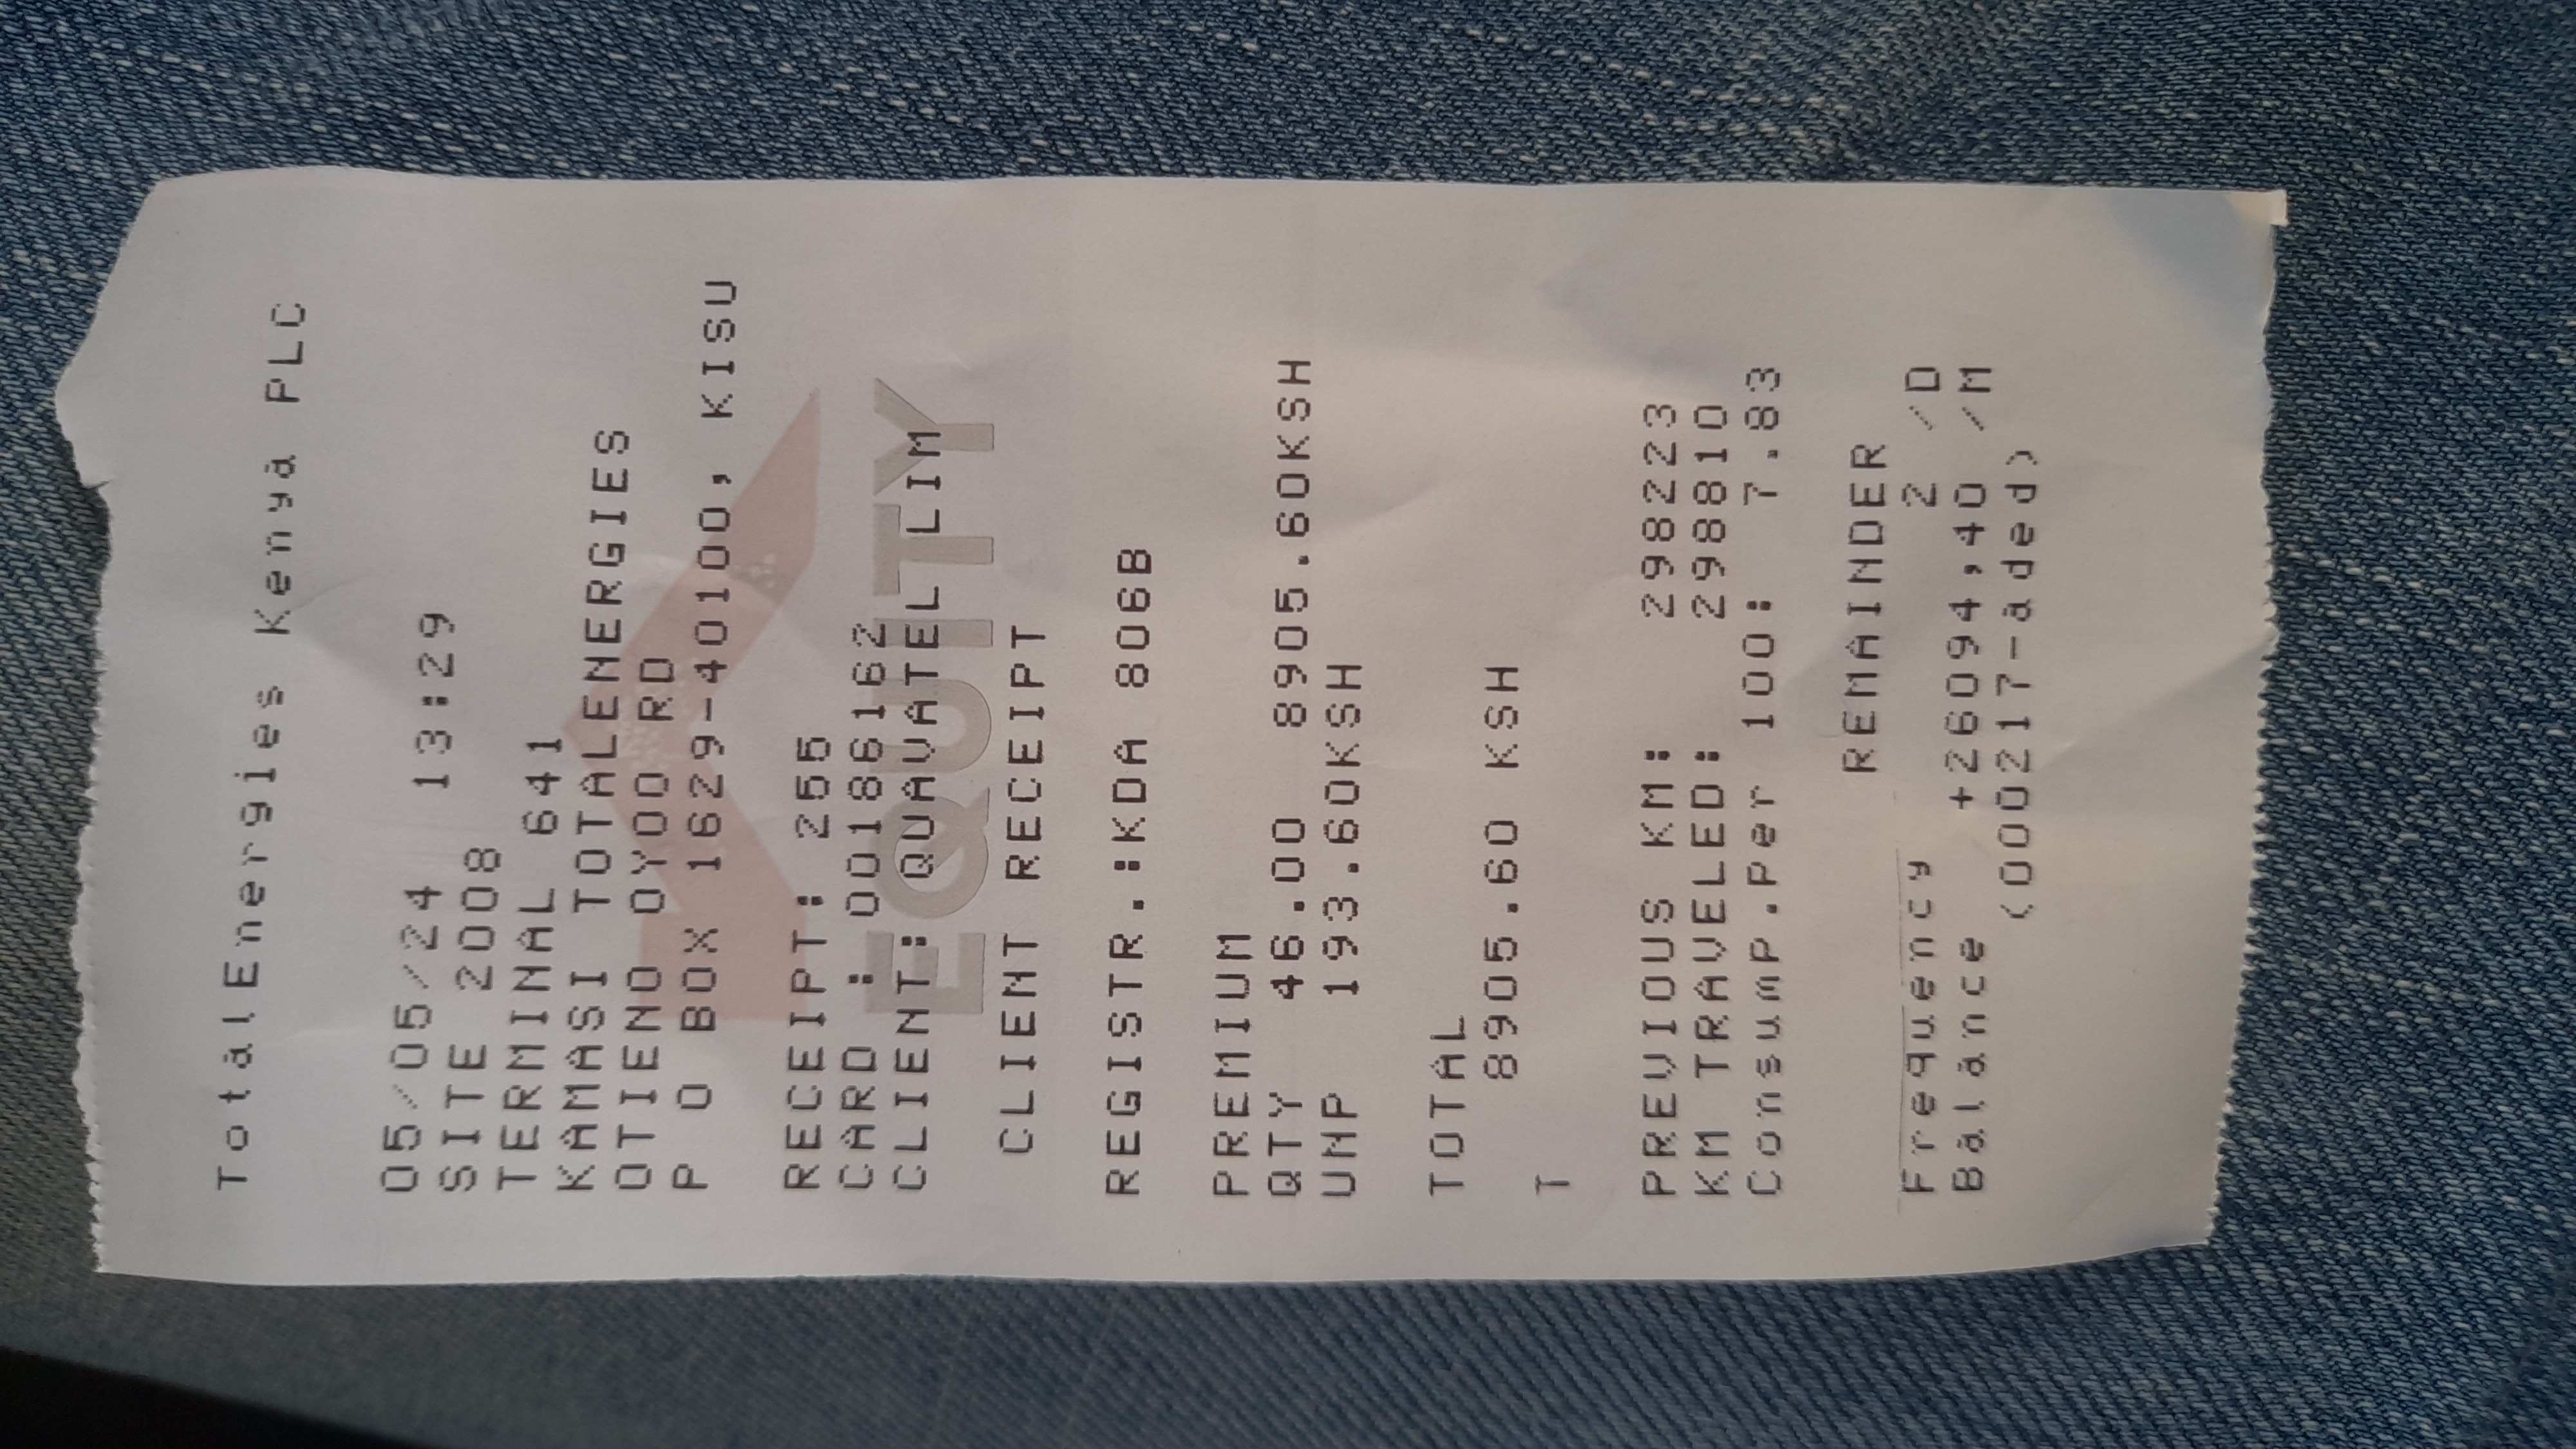 TotalEnergies Kenya PLC
05/05/24 13:29
SITE 2008
TERMINAL 641
KAMASI TOTALENERGIES
OTIENO OYOO RD
P O BOX 1629-40100, KISU
RECEIPT: 255
CARD : 00186162
CLIENT: QUAVATEL LIM
EQUITY
CLIENT RECEIPT
REGISTR.:KDA 806B
PREMIUM
QTY 46.00 8905.60KSH
UNP 193.60KSH
TOTAL
8905.60 KSH
T
PREVIOUS KM: 298223
KM TRAVELED: 298810
Consump.Per 100: 7.83
REMAINDER
Frequency 2 /D
Balance +26094,40 /M
(000217-aded)